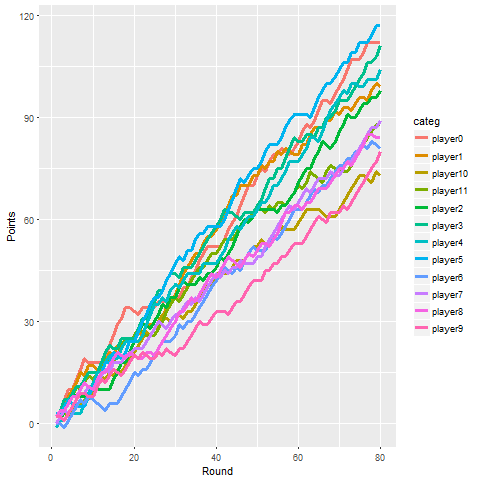 120
90
60
30
0
Points
0
20
40
60
80
Round
categ
player0
player1
player10
player11
player2
player3
player4
player5
player6
player7
player8
player9